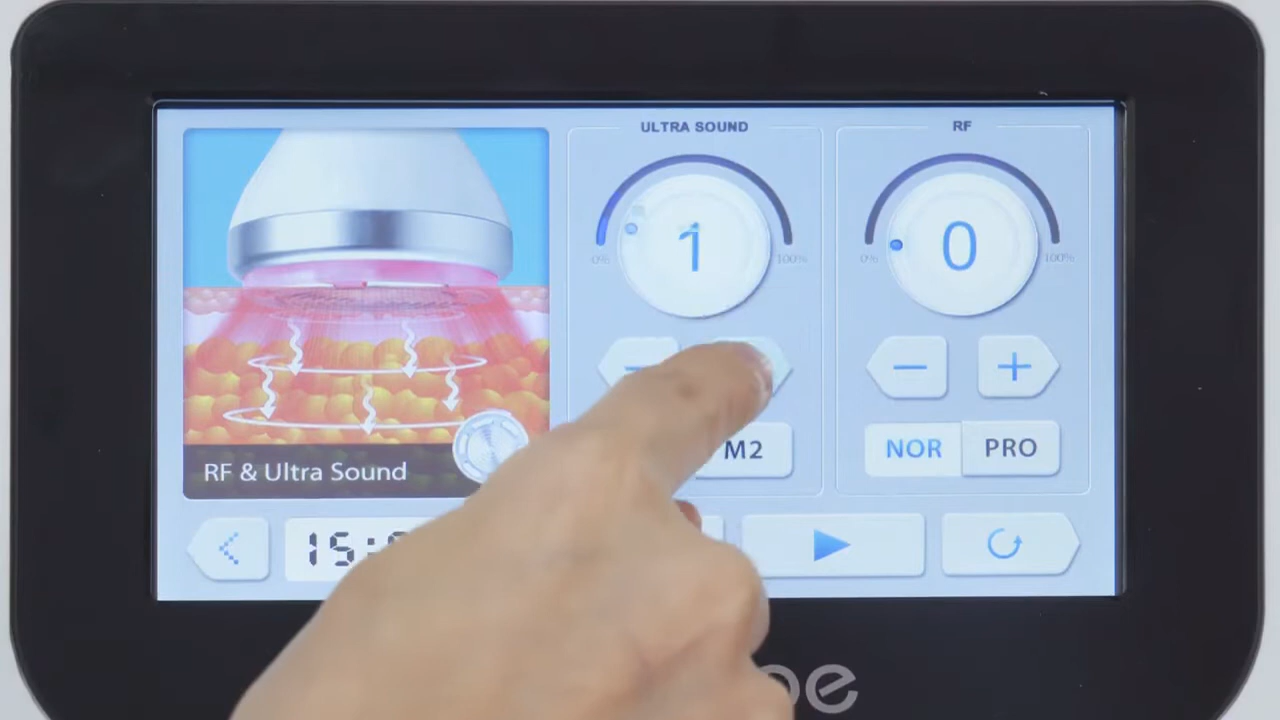 ULTRA SOUND
RF
1
0
0%
100%
0%
100%
M2
NOR
PRO
RF & Ultra Sound
15: